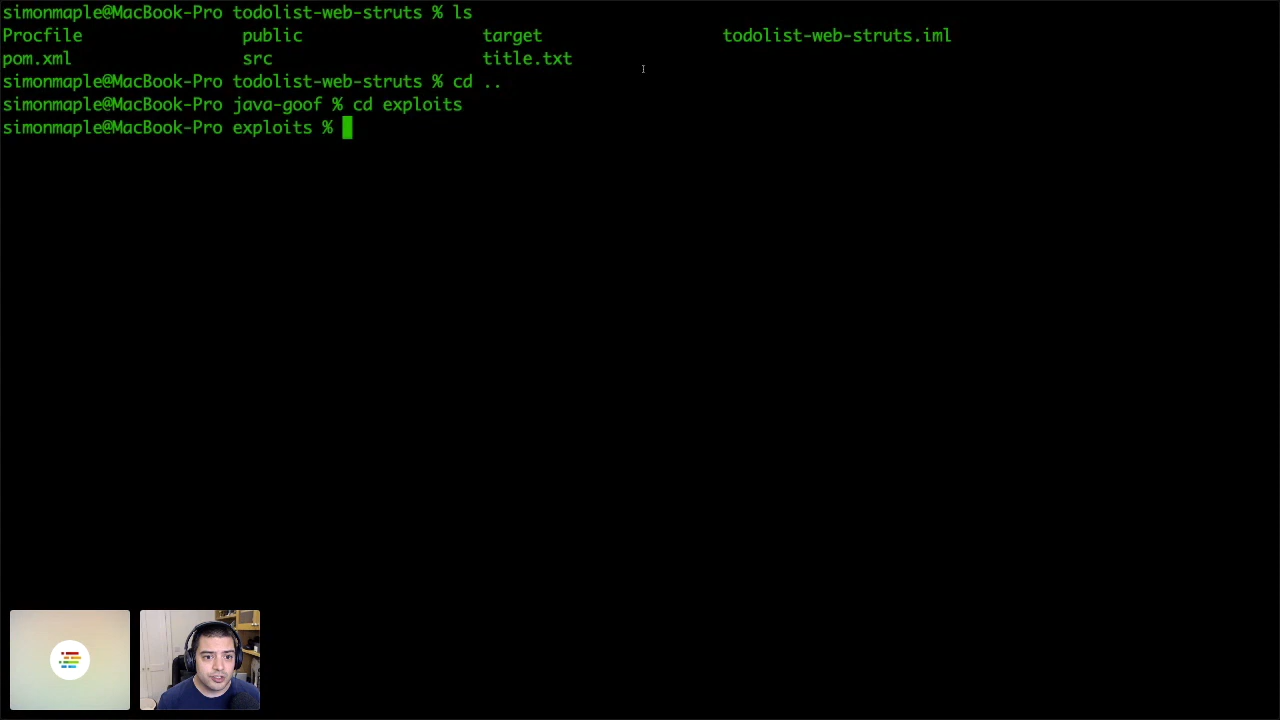 simonmaple@MacBook-Pro todolist-web-struts % ls
Procfile public target todolist-web-struts.iml
pom.xml src title.txt
simonmaple@MacBook-Pro todolist-web-struts % cd ..
simonmaple@MacBook-Pro java-goof % cd exploits
simonmaple@MacBook-Pro exploits %